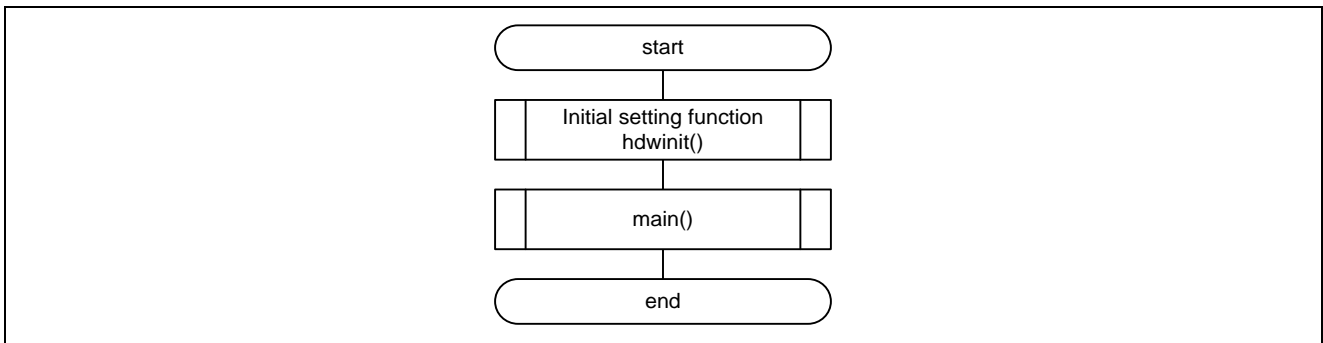 start
Initial setting function
hdwinit()
main()
end